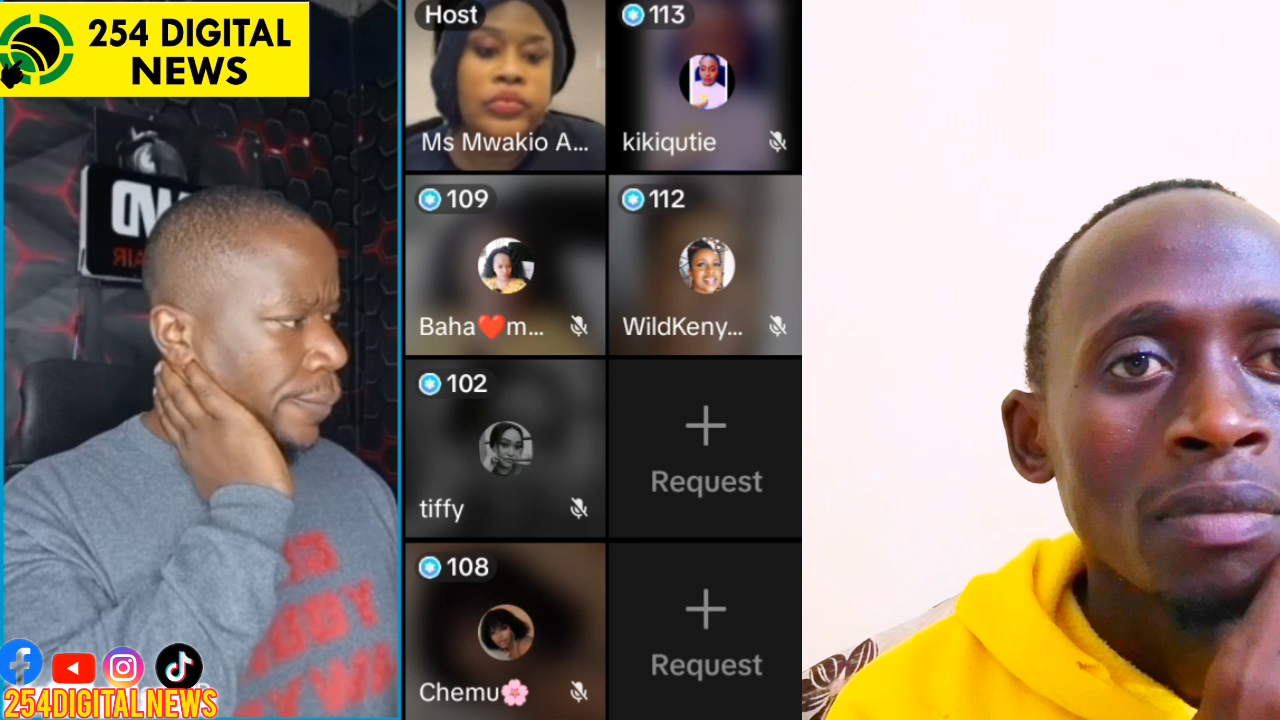 254 DIGITAL
NEWS
Host
Ms Mwakio A...
113
kikiqutie
109
Baha❤️m...
112
WildKeny...
102
tiffy
Request
108
Chemu🌸
Request
254DIGITALNEWS